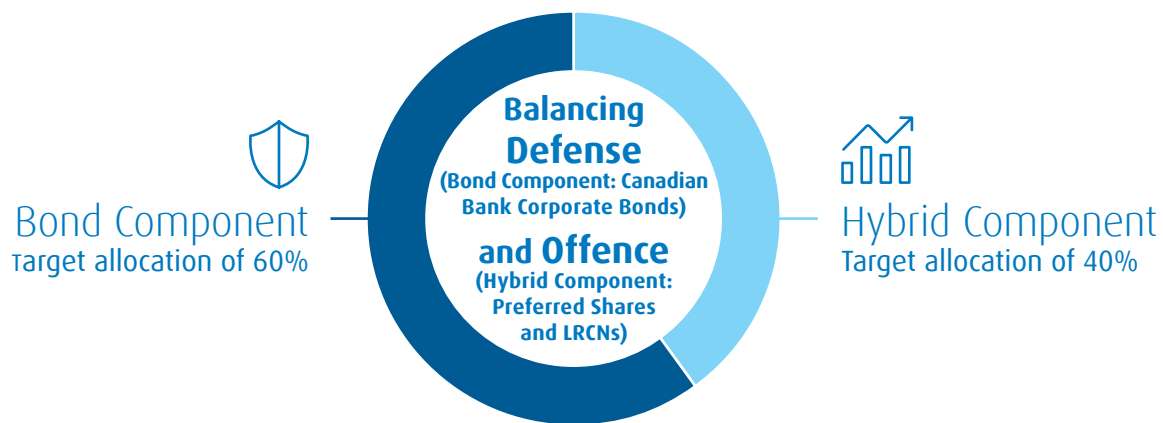 Balancing
Defense
(Bond Component: Canadian
Bank Corporate Bonds)
and Offence
(Hybrid Component:
Preferred Shares
and LRCNs)
Bond Component
Target allocation of 60%
Hybrid Component
Target allocation of 40%